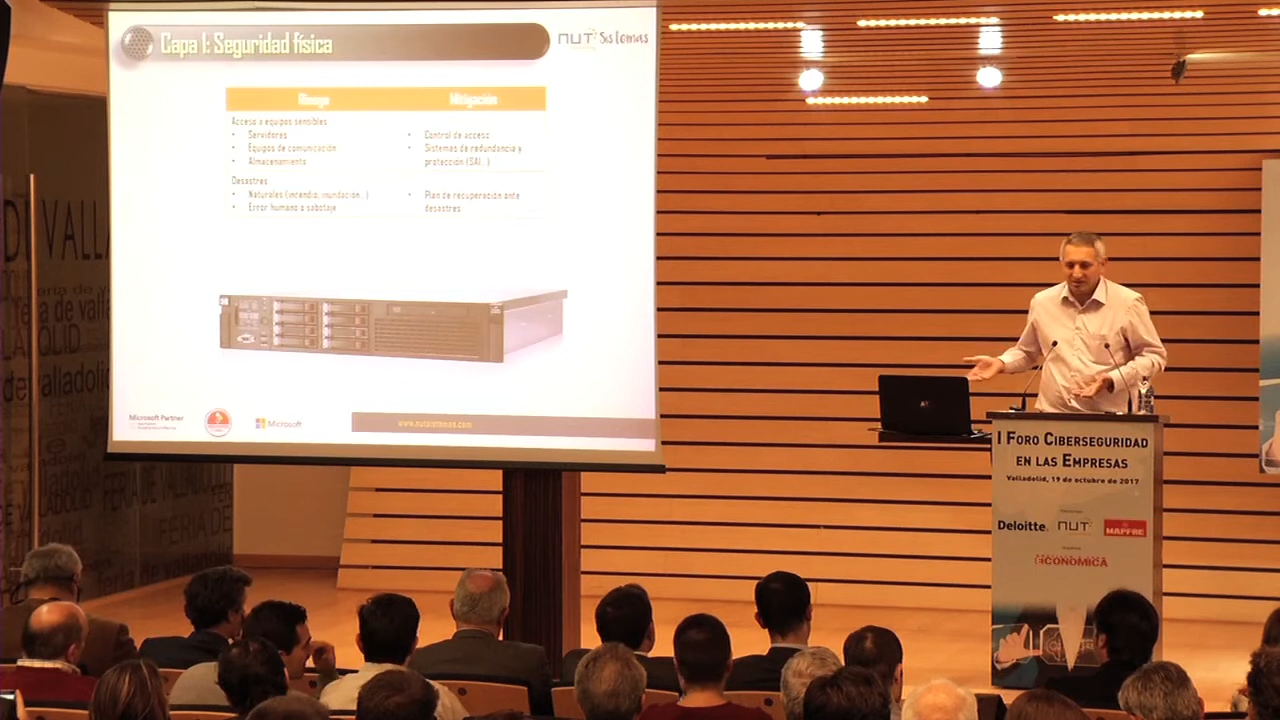 Capa 1: Seguridad física
NUT Sistemas
Riesgo
Mitigación
Acceso a equipos sensibles
• Servidores
• Equipos de comunicación
• Almacenamiento
• Control de acceso
• Sistemas de redundancia y
protección (SAI..)
Desastres
• Naturales (incendio, inundación..)
• Error humano o sabotaje
• Plan de recuperación ante
desastres
Microsoft Partner
Microsoft
www.nutsistemas.com
I FORO CIBERSEGURIDAD
EN LAS EMPRESAS
Valladolid, 19 de octubre de 2017
Deloitte.
NUT
MAPFRE
ECONÓMICA
DE VALLA
feria de valla
de valladolid
FERIA DE VALLADOLID
FERIA DE